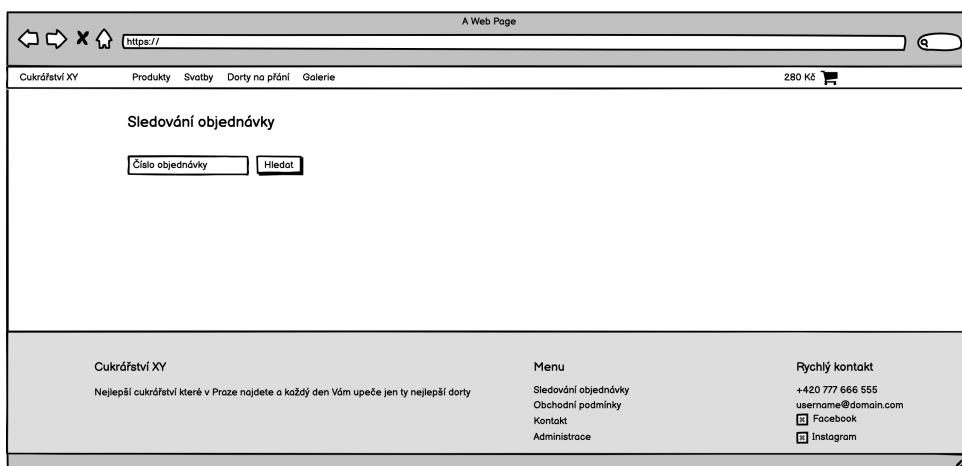 A Web Page
https://
Cukrářství XY Produkty Svatby Dorty na přání Galerie 280 Kč
Sledování objednávky
Číslo objednávky Hledat
Cukrářství XY
Nejlepší cukrářství které v Praze najdete a každý den Vám upeče jen ty nejlepší dorty
Menu
Sledování objednávky
Obchodní podmínky
Kontakt
Administrace
Rychlý kontakt
+420 777 666 555
username@domain.com
Facebook
Instagram